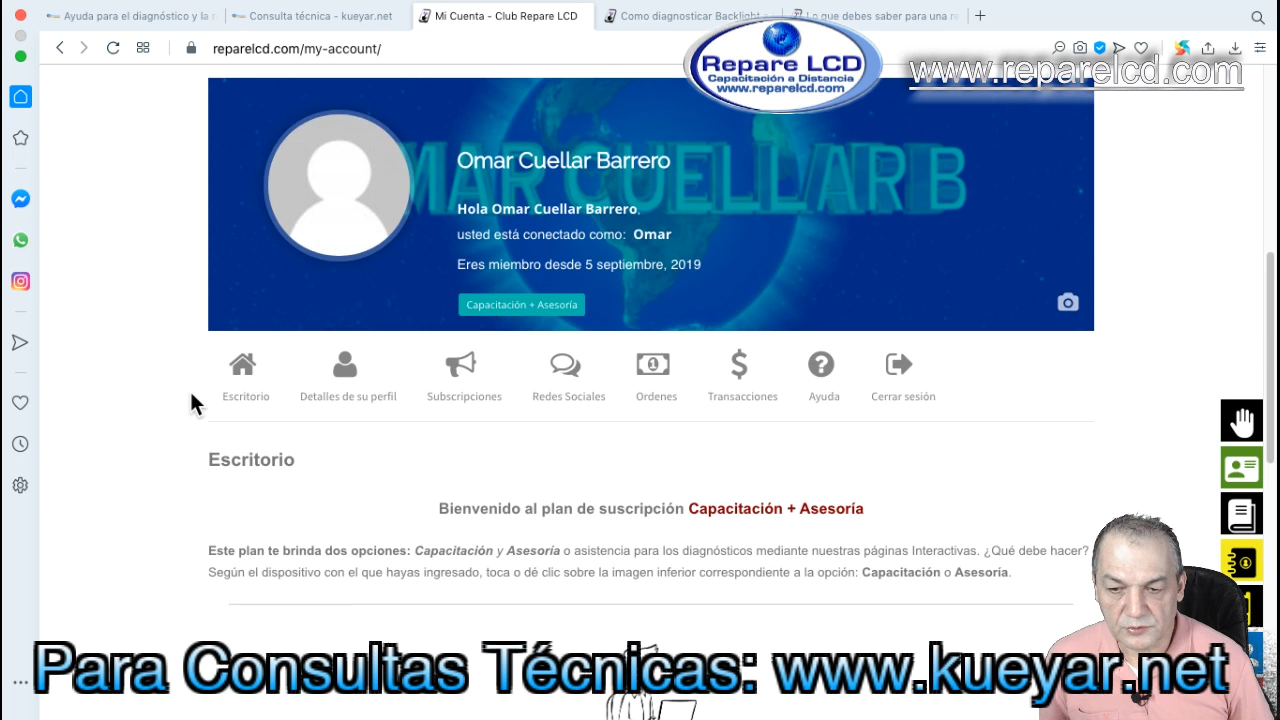 Ayuda para el diagnóstico y la r
Consulta técnica - kueyar.net
Mi Cuenta - Club Repare LCD
Como diagnosticar Backlight
Lo que debes saber para una re
reparelcd.com/my-account/
Repare LCD
Capacitación a Distancia
www.reparelcd.com
www.reparelcd.com
OMAR CUELLAR B
Omar Cuellar Barrero
Hola Omar Cuellar Barrero.
usted está conectado como: Omar
Eres miembro desde 5 septiembre, 2019
Capacitación + Asesoría
Escritorio
Detalles de su perfil
Subscripciones
Redes Sociales
Ordenes
Transacciones
Ayuda
Cerrar sesión
Escritorio
Bienvenido al plan de suscripción Capacitación + Asesoría
Este plan te brinda dos opciones: Capacitación y Asesoría o asistencia para los diagnósticos mediante nuestras páginas Interactivas. ¿Qué debe hacer?
Según el dispositivo con el que hayas ingresado, toca o dé clic sobre la imagen inferior correspondiente a la opción: Capacitación o Asesoría.
Para Consultas Técnicas: www.kueyar.net